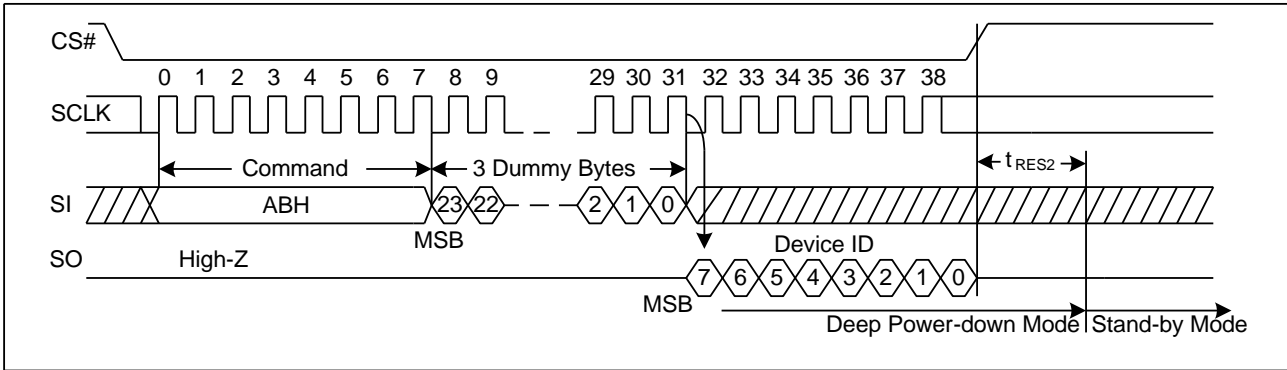 CS#
0 1 2 3 4 5 6 7 8 9 29 30 31 32 33 34 35 36 37 38
SCLK
Command 3 Dummy Bytes tRES2
SI ABH 23 22 2 1 0
MSB Device ID
SO High-Z
MSB 7 6 5 4 3 2 1 0
Deep Power-down Mode Stand-by Mode